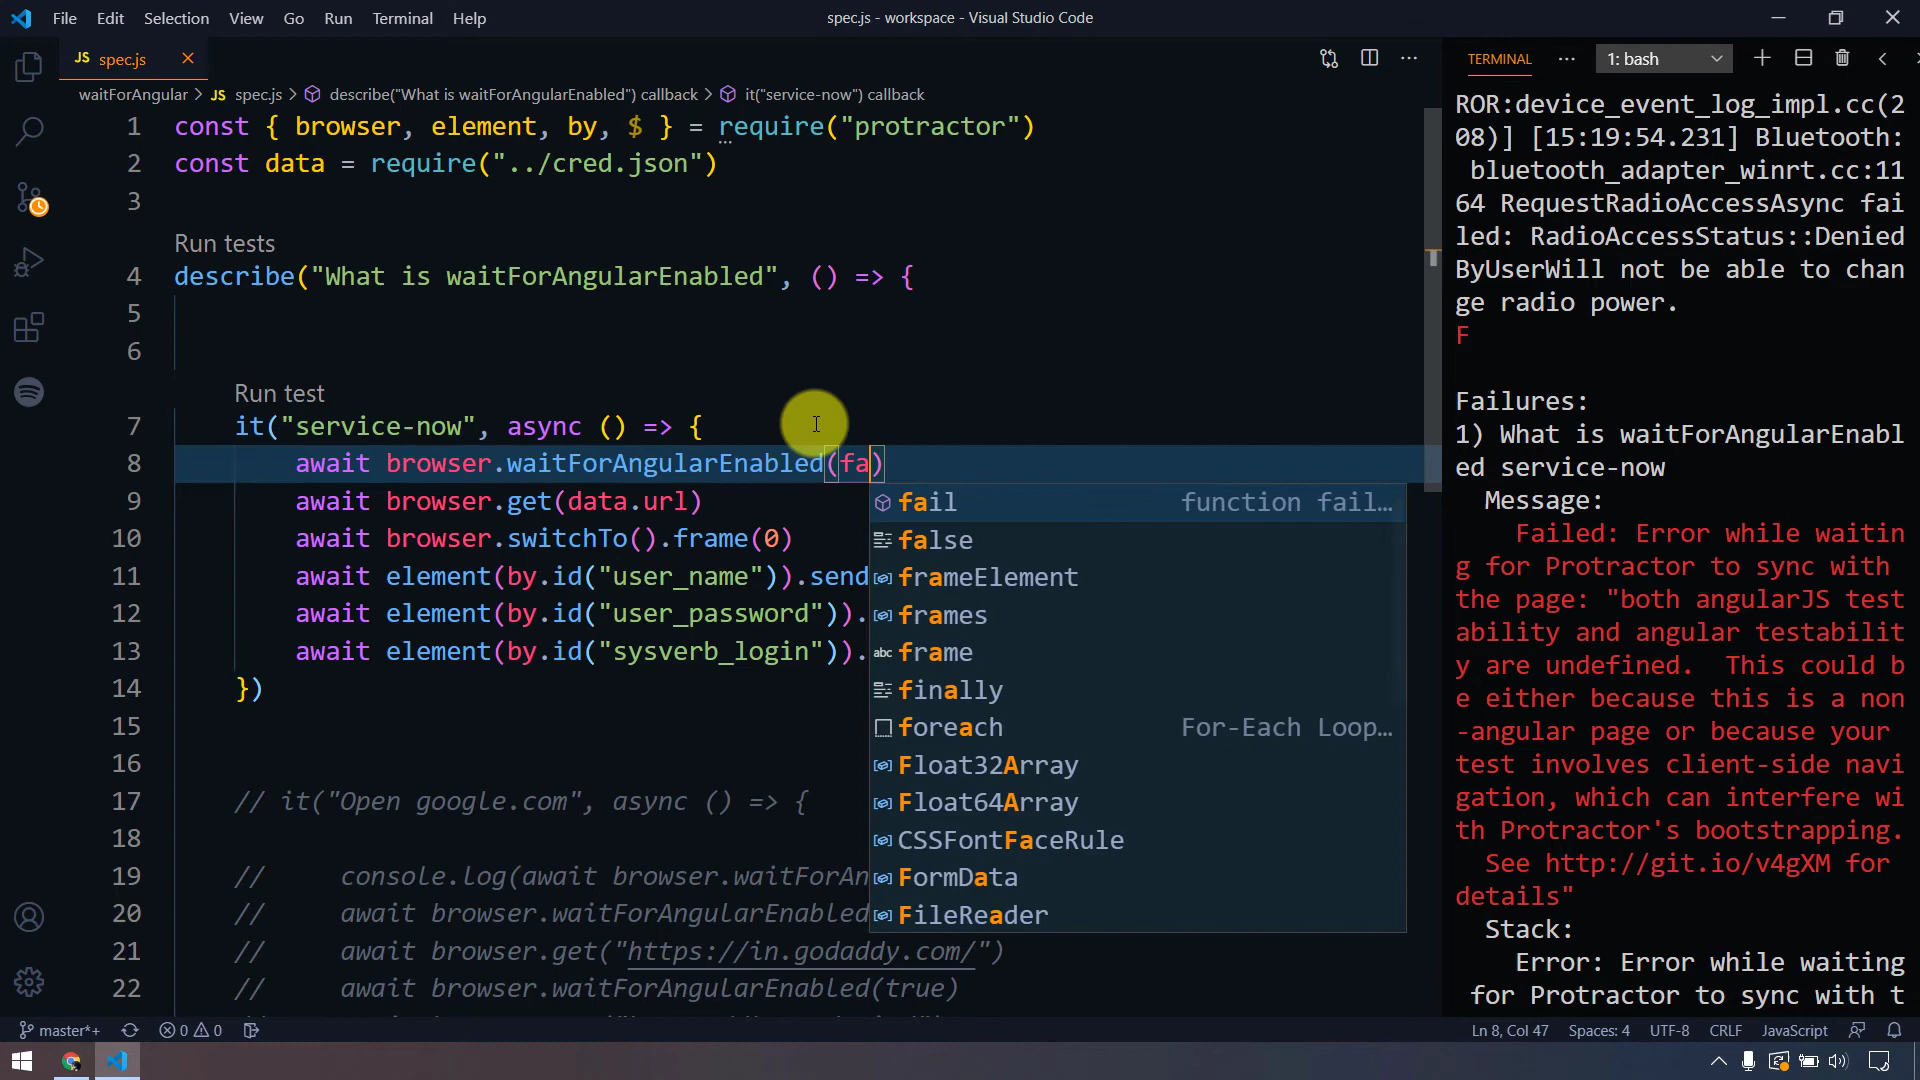 File Edit Selection View Go Run Terminal Help
spec.js - workspace - Visual Studio Code
JS spec.js
waitForAngular > JS spec.js > describe("What is waitForAngularEnabled") callback > it("service-now") callback
1 const { browser, element, by, $ } = require("protractor")
2 const data = require("../cred.json")
3
Run tests
4 describe("What is waitForAngularEnabled", () => {
5
6
Run test
7 it("service-now", async () => {
8 await browser.waitForAngularEnabled(fa)
9 await browser.get(data.url)
10 await browser.switchTo().frame(0)
11 await element(by.id("user_name")).send
12 await element(by.id("user_password")).
13 await element(by.id("sysverb_login")).
14 })
15
16
17 // it("Open google.com", async () => {
18
19 // console.log(await browser.waitForAn
20 // await browser.waitForAngularEnabled
21 // await browser.get("https://in.godaddy.com/")
22 // await browser.waitForAngularEnabled(true)
fail function fail…
false
frameElement
frames
abc frame
finally
foreach For-Each Loop…
Float32Array
Float64Array
CSSFontFaceRule
FormData
FileReader
TERMINAL
1: bash
ROR:device_event_log_impl.cc(2
08)] [15:19:54.231] Bluetooth:
bluetooth_adapter_winrt.cc:11
64 RequestRadioAccessAsync fai
led: RadioAccessStatus::Denied
ByUserWill not be able to chan
ge radio power.
F
Failures:
1) What is waitForAngularEnabl
ed service-now
Message:
Failed: Error while waitin
g for Protractor to sync with
the page: "both angularJS test
ability and angular testabilit
y are undefined.  This could b
e either because this is a non
-angular page or because your
test involves client-side navi
gation, which can interfere wi
th Protractor's bootstrapping.
See http://git.io/v4gXM for
details"
Stack:
Error: Error while waiting
for Protractor to sync with t
master*+ 0 0
Ln 8, Col 47 Spaces: 4 UTF-8 CRLF JavaScript